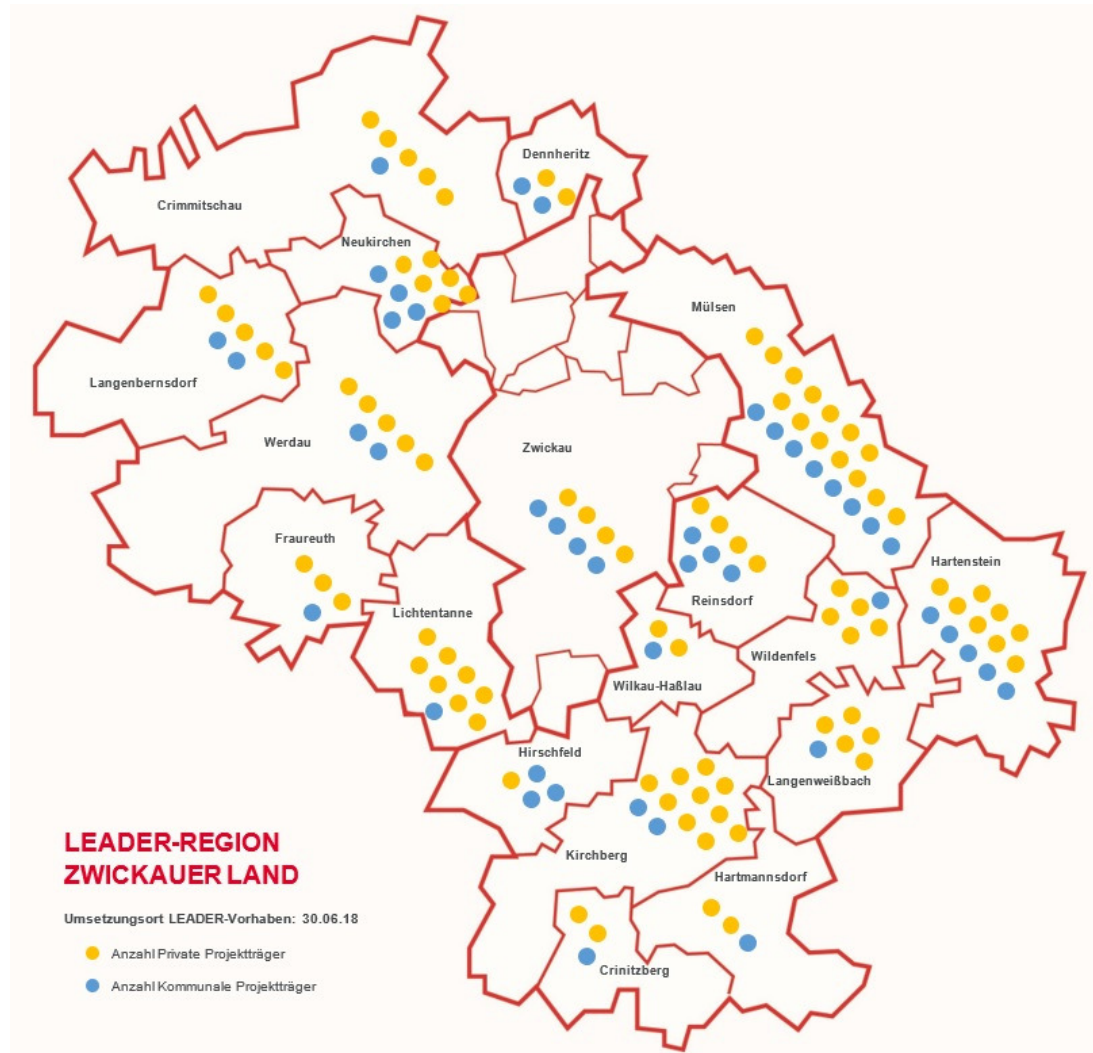 Dennheritz
Crimmitschau
Neukirchen
Mülsen
Langenbernsdorf
Werdau
Zwickau
Fraureuth
Hartenstein
Reinsdorf
Lichtentanne
Wildenfels
Wilkau-Haßlau
Hirschfeld
Langenweißbach
LEADER-REGION
ZWICKAUER LAND
Kirchberg
Hartmannsdorf
Umsetzungsort LEADER-Vorhaben: 30.06.18
Anzahl Private Projektträger
Crinitzberg
Anzahl Kommunale Projektträger